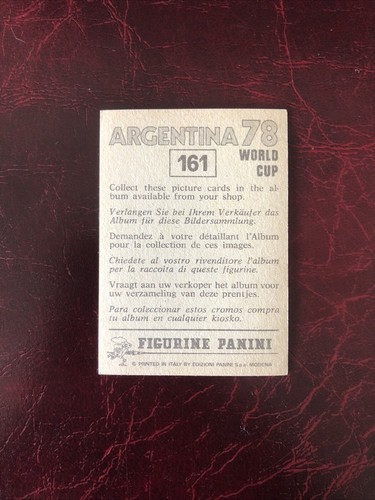 ARGENTINA 78
161 WORLD
CUP
Collect these picture cards in the al-
bum available from your shop.
Verlangen Sie bei Ihrem Verkäufer das
Album für diese Bildersammlung.
Demandez à votre détaillant l'Album
pour la collection de ces images.
Chiedete al vostro rivenditore l'album
per la raccolta di queste figurine.
Vraagt aan uw verkoper het album voor
uw verzameling van deze prentjes.
Para coleccionar estos cromos compra
tu album en cualquier kiosko.
FIGURINE PANINI
© PRINTED IN ITALY BY EDIZIONI PANINI S.p.A. MODENA